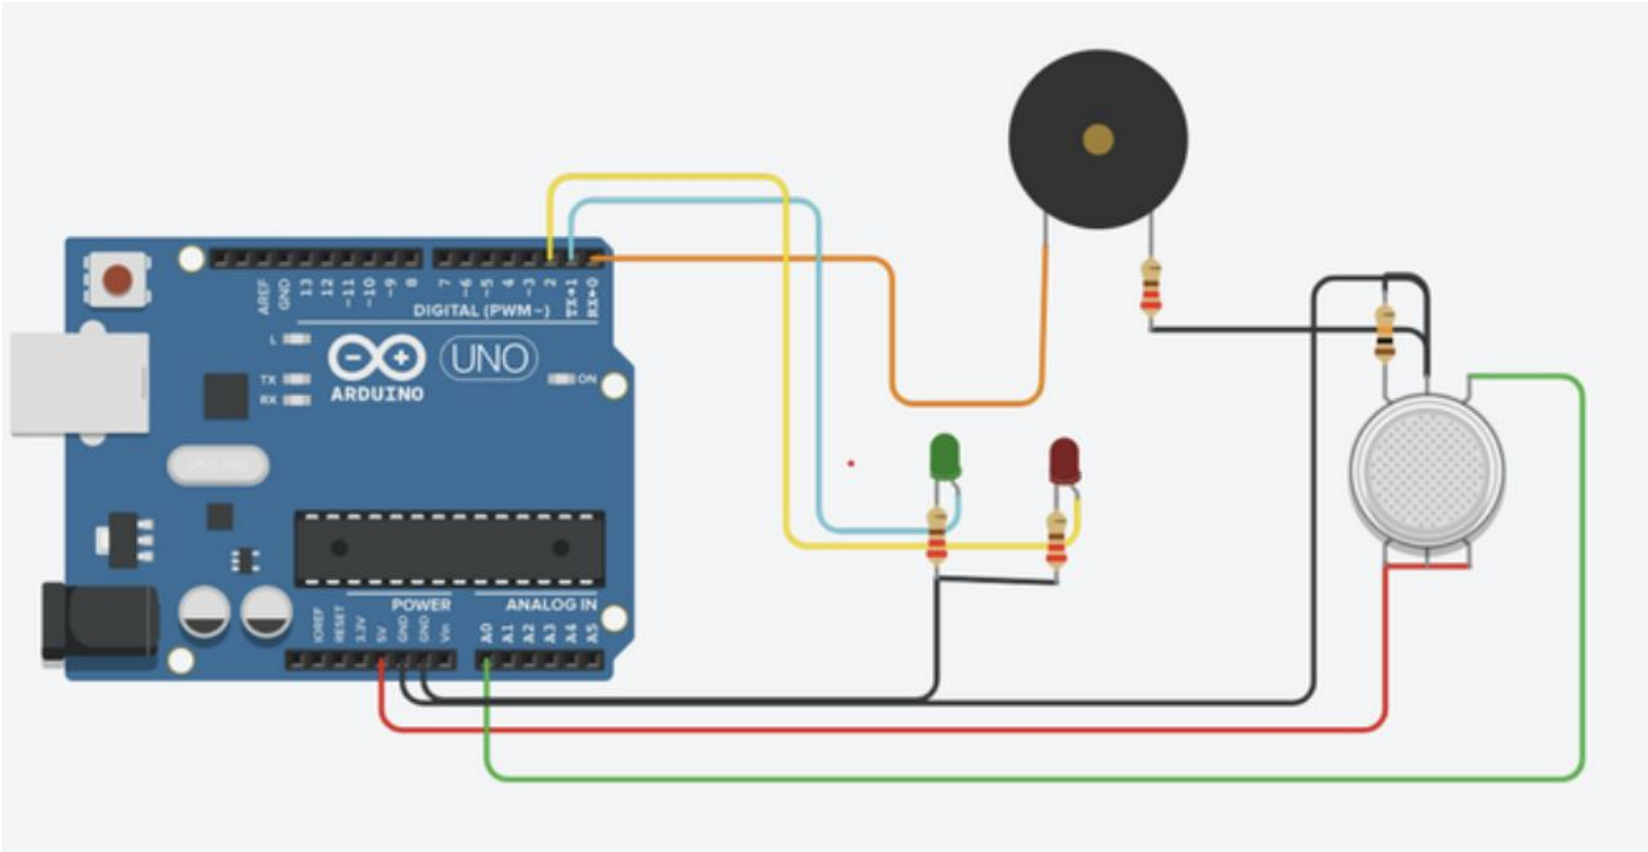 AREF
GND
13
12
~11
~10
~9
8
7
~6
~5
4
~3
2
TX→1
RX←0
DIGITAL (PWM~)
L
TX
RX
UNO
ON
ARDUINO
POWER
ANALOG IN
IOREF
RESET
3.3V
5V
GND
GND
Vin
A0
A1
A2
A3
A4
A5